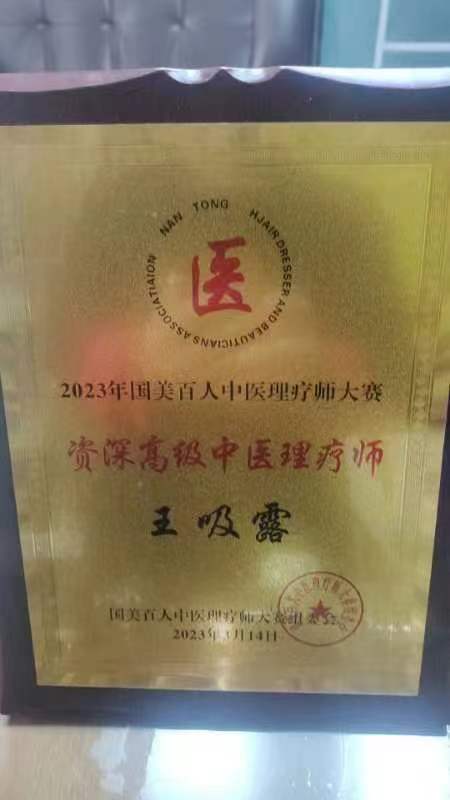 NAN TONG HJAIR DRESSER AND BEAUTICIANS ASSOCIATIAION
医
2023年国美百人中医理疗师大赛
资深高级中医理疗师
王吸露
国美百人中医理疗师大赛组委会
2023年3月14日